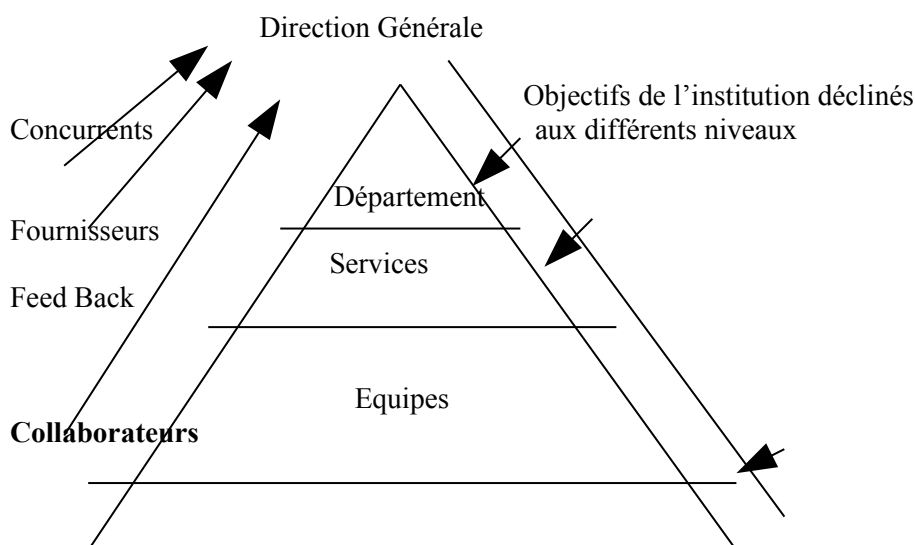 Direction Générale
Objectifs de l’institution déclinés
aux différents niveaux
Concurrents
Département
Fournisseurs
Services
Feed Back
Equipes
Collaborateurs